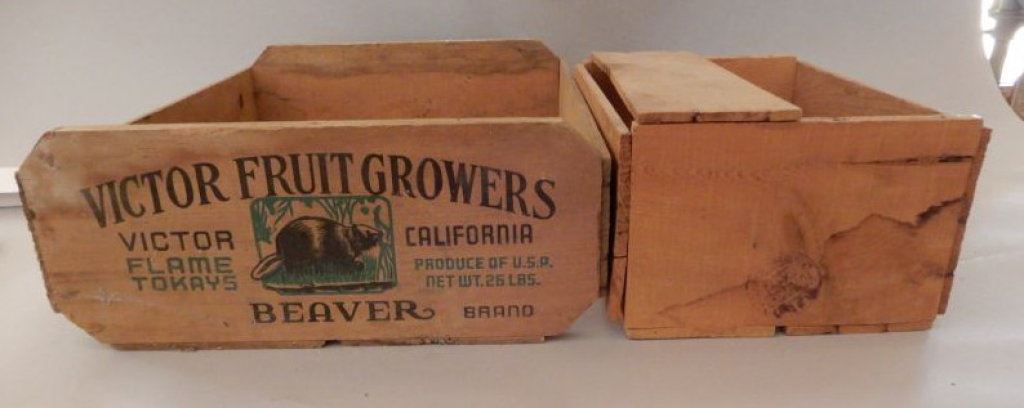 VICTOR FRUIT GROWERS
VICTOR CALIFORNIA
FLAME PRODUCE OF U.S.A.
TOKAYS NET WT. 26 LBS.
BEAVER BRAND